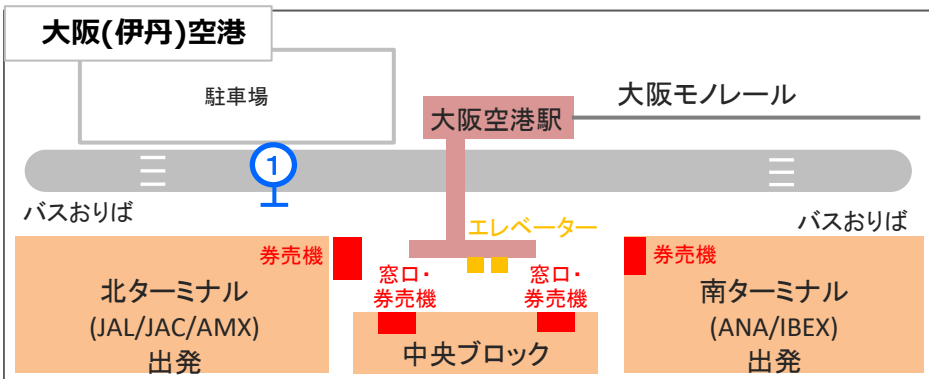 大阪(伊丹)空港
駐車場
大阪モノレール
大阪空港駅
1
バスおりば
エレベーター
バスおりば
券売機
券売機
窓口・
券売機
窓口・
券売機
北ターミナル
(JAL/JAC/AMX)
出発
中央ブロック
南ターミナル
(ANA/IBEX)
出発